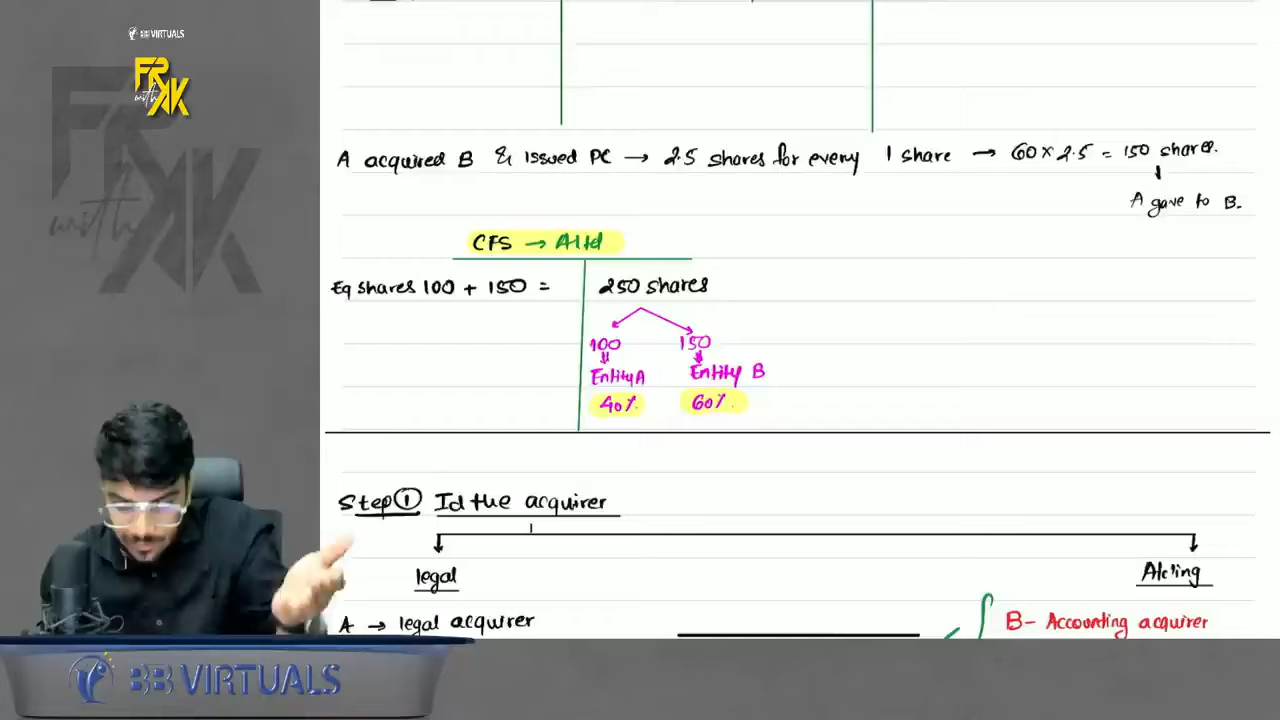 BB VIRTUALS
FR
with
AK
A acquired B & issued PC → 2.5 shares for every 1 share → 60 × 2.5 = 150 shares.
A gave to B.
CFS → A ltd
Eq shares 100 + 150 = 250 shares
100 150
Entity A Entity B
40% 60%
Step ① Id the acquirer
legal A/c'ing
A → legal acquirer B- Accounting acquirer
BB VIRTUALS